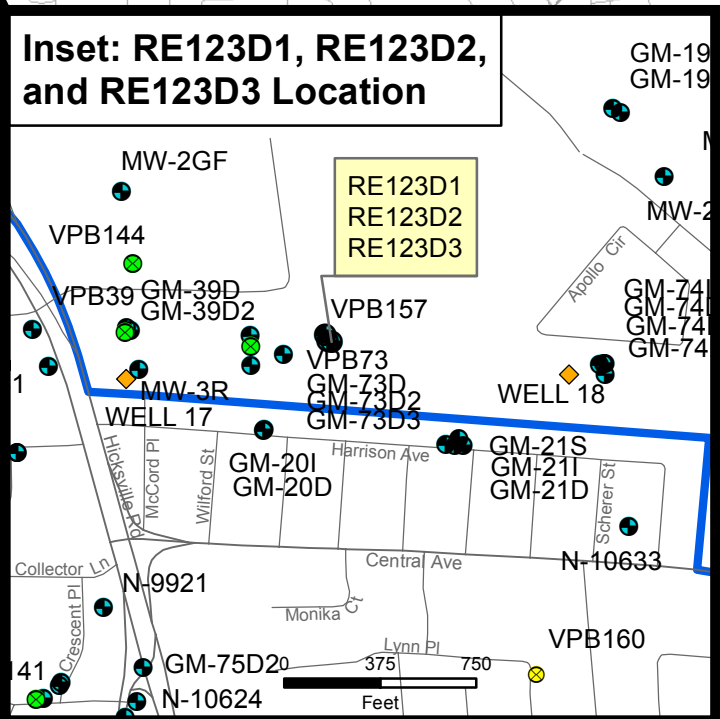 Inset: RE123D1, RE123D2,
and RE123D3 Location
GM-19
GM-19
MW-2GF
RE123D1
RE123D2
RE123D3
MW-2
VPB144
Apollo Cir
VPB39
GM-39D
GM-39D2
VPB157
GM-74
VPB73
GM-73D
GM-73D2
GM-73D3
MW-3R
WELL 17
WELL 18
1
Hicksville Rd
McCord Pl
Wilford St
Harrison Ave
GM-20I
GM-20D
GM-21S
GM-21I
GM-21D
Scherer St
Central Ave
N-10633
Collector Ln
Crescent Pl
N-9921
Monika Ct
Lynn Pl
VPB160
141
GM-75D2
N-10624
0 375 750
Feet